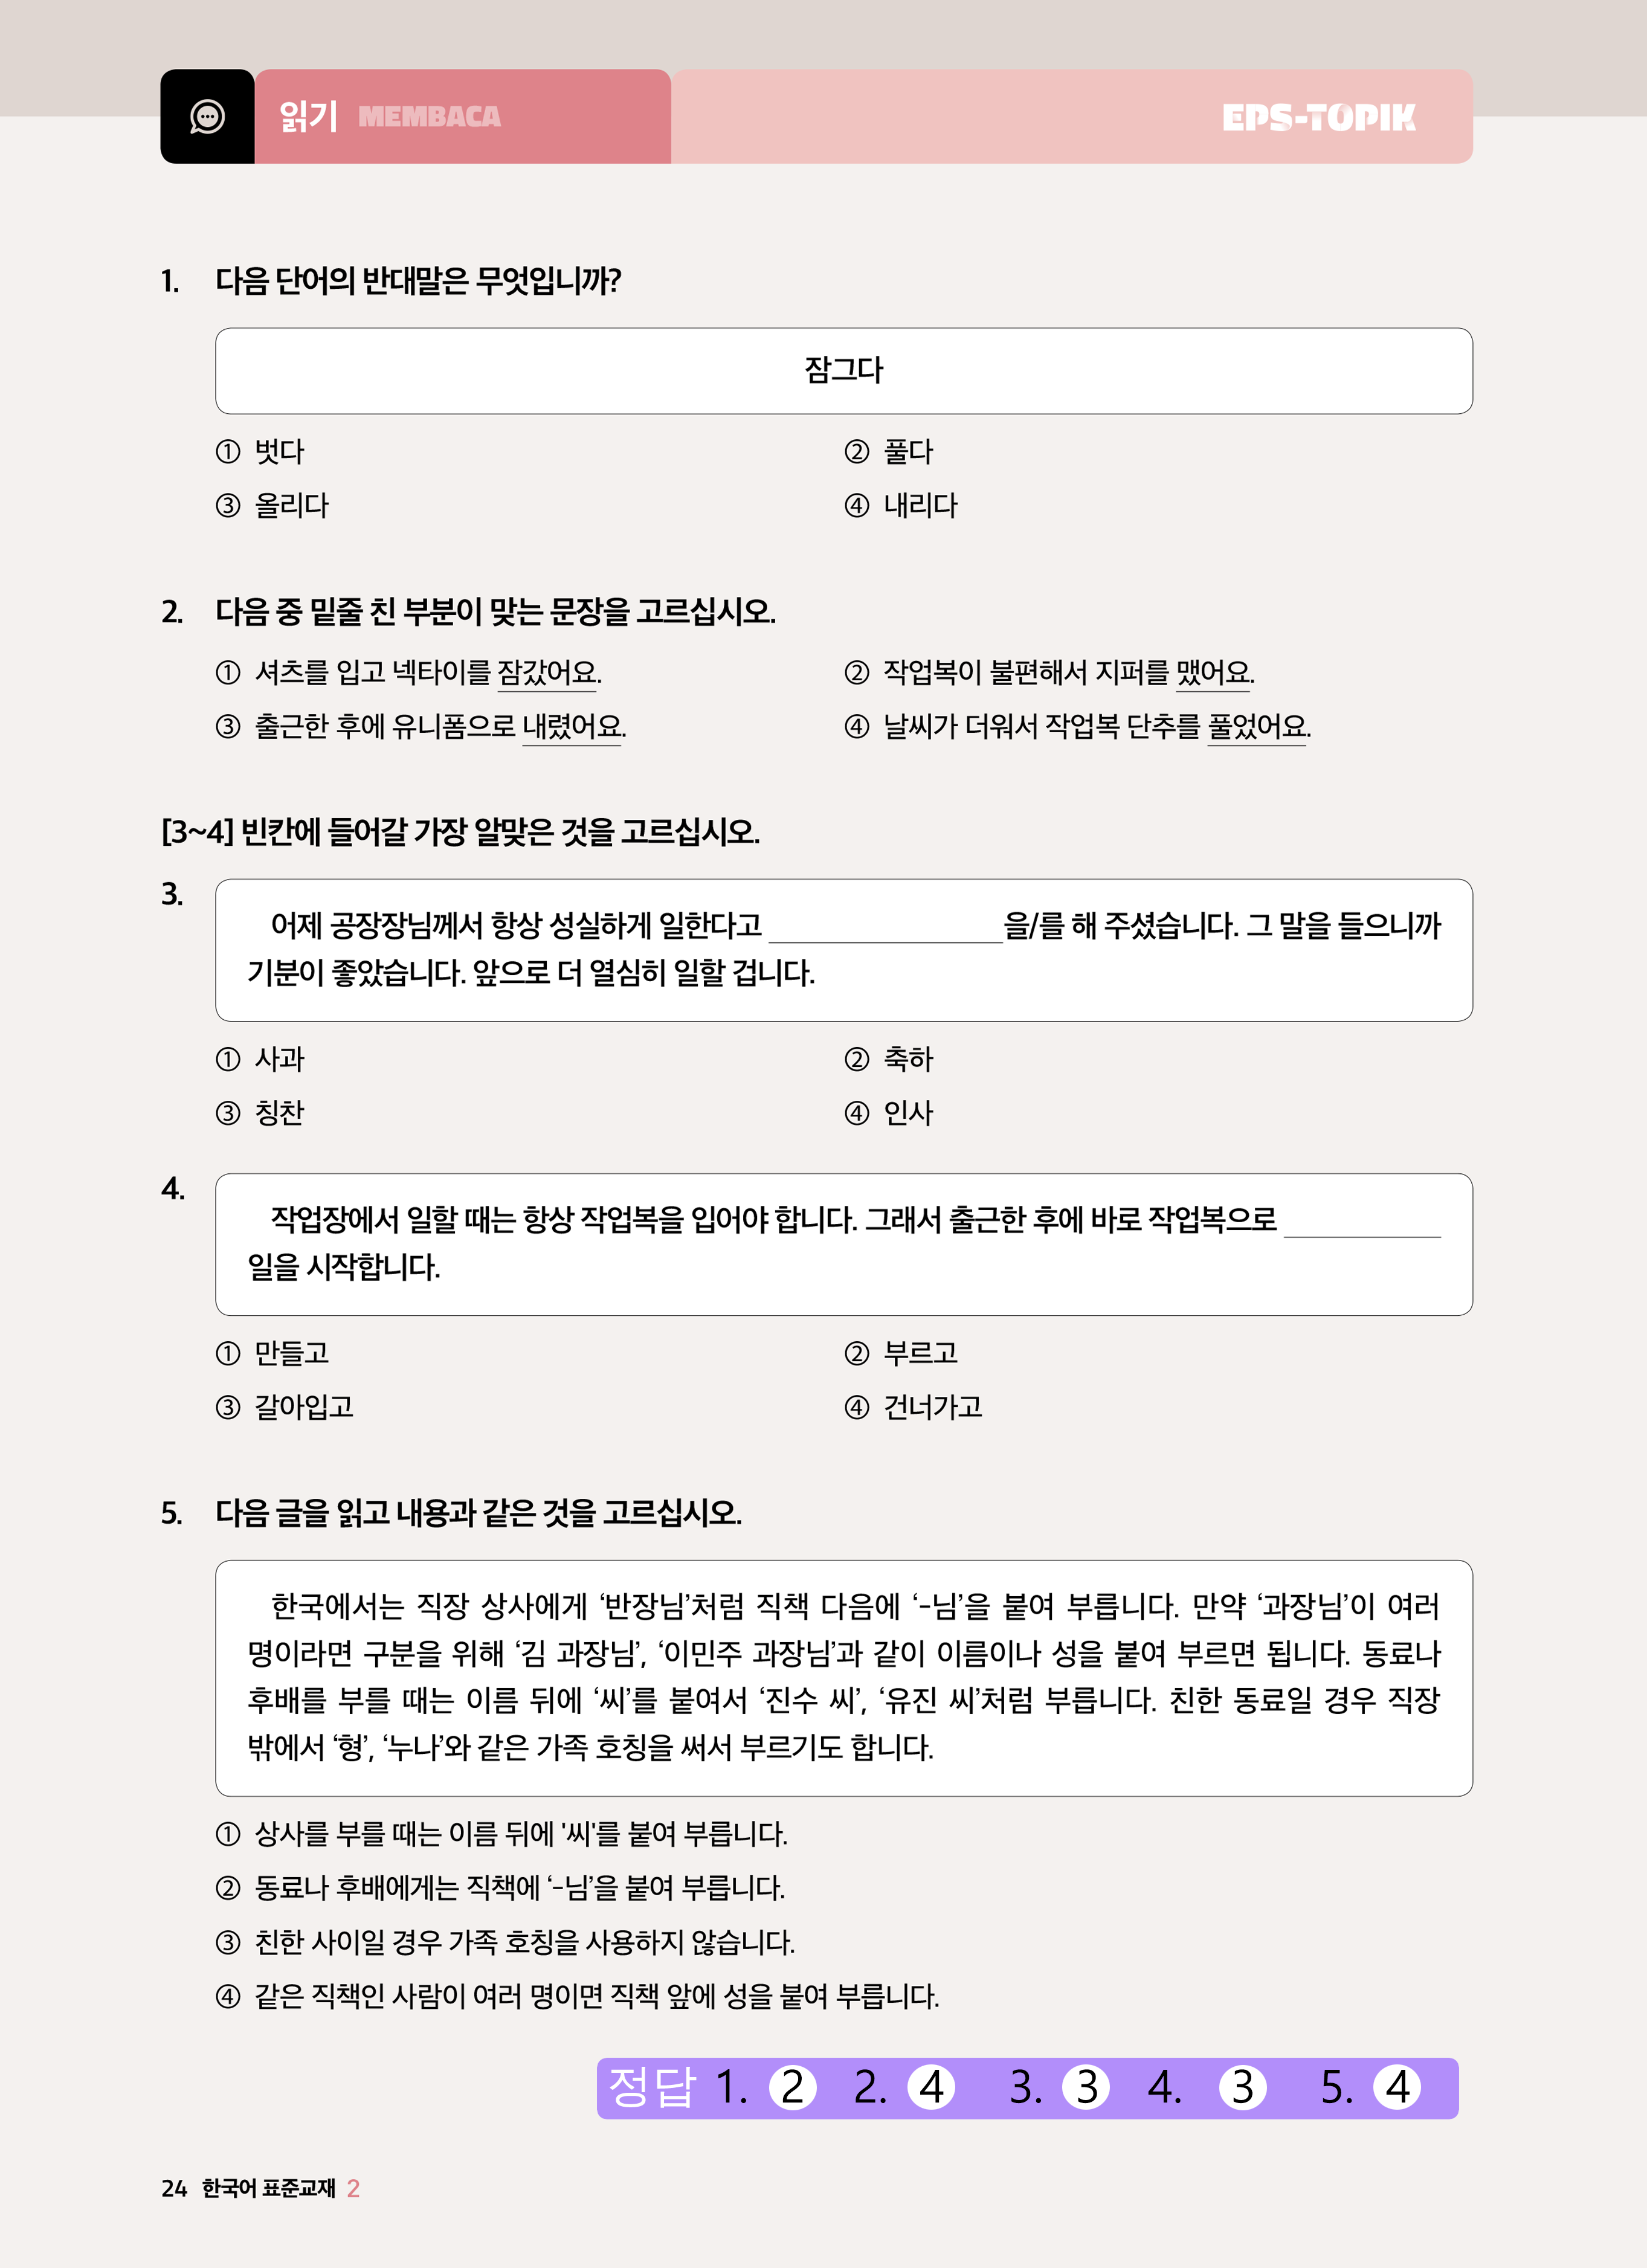 읽기 MEMBACA EPS-TOPIK
1. 다음 단어의 반대말은 무엇입니까?
잠그다
① 벗다 ② 풀다
③ 올리다 ④ 내리다
2. 다음 중 밑줄 친 부분이 맞는 문장을 고르십시오.
① 셔츠를 입고 넥타이를 잠갔어요. ② 작업복이 불편해서 지퍼를 맸어요.
③ 출근한 후에 유니폼으로 내렸어요. ④ 날씨가 더워서 작업복 단추를 풀었어요.
[3~4] 빈칸에 들어갈 가장 알맞은 것을 고르십시오.
3. 어제 공장장님께서 항상 성실하게 일한다고 ____________을/를 해 주셨습니다. 그 말을 들으니까
기분이 좋았습니다. 앞으로 더 열심히 일할 겁니다.
① 사과 ② 축하
③ 칭찬 ④ 인사
4. 작업장에서 일할 때는 항상 작업복을 입어야 합니다. 그래서 출근한 후에 바로 작업복으로 ________
일을 시작합니다.
① 만들고 ② 부르고
③ 갈아입고 ④ 건너가고
5. 다음 글을 읽고 내용과 같은 것을 고르십시오.
한국에서는 직장 상사에게 ‘반장님’처럼 직책 다음에 ‘-님’을 붙여 부릅니다. 만약 ‘과장님’이 여러
명이라면 구분을 위해 ‘김 과장님’, ‘이민주 과장님’과 같이 이름이나 성을 붙여 부르면 됩니다. 동료나
후배를 부를 때는 이름 뒤에 ‘씨’를 붙여서 ‘진수 씨’, ‘유진 씨’처럼 부릅니다. 친한 동료일 경우 직장
밖에서 ‘형’, ‘누나’와 같은 가족 호칭을 써서 부르기도 합니다.
① 상사를 부를 때는 이름 뒤에 '씨'를 붙여 부릅니다.
② 동료나 후배에게는 직책에 ‘-님’을 붙여 부릅니다.
③ 친한 사이일 경우 가족 호칭을 사용하지 않습니다.
④ 같은 직책인 사람이 여러 명이면 직책 앞에 성을 붙여 부릅니다.
정답 1. 2 2. 4 3. 3 4. 3 5. 4
24 한국어 표준교재 2